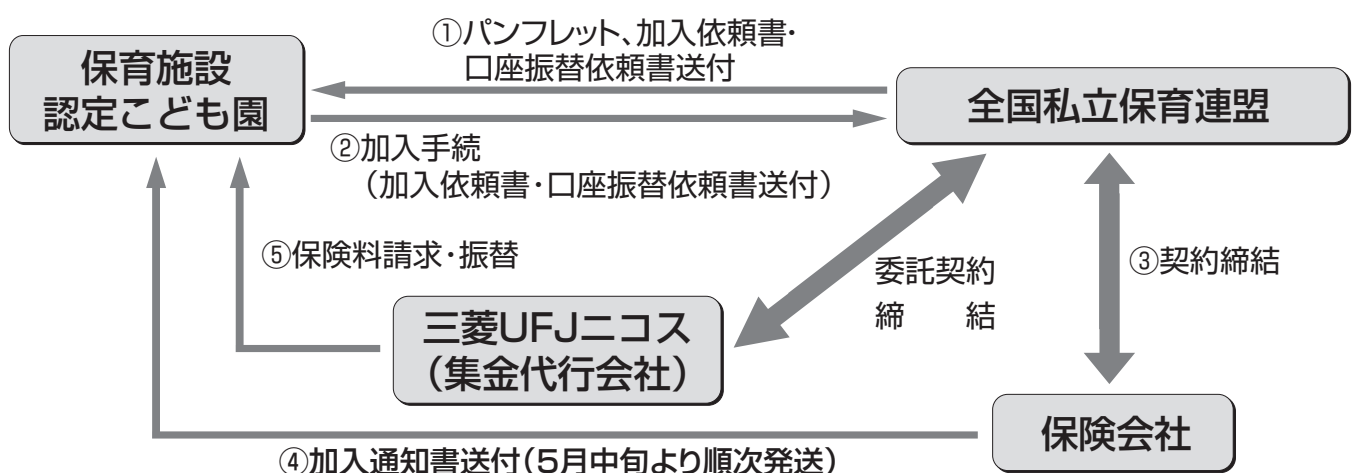 ①パンフレット、加入依頼書・
口座振替依頼書送付
保育施設
認定こども園
全国私立保育連盟
②加入手続
（加入依頼書・口座振替依頼書送付）
⑤保険料請求・振替
委託契約
締　　結
③契約締結
三菱UFJニコス
（集金代行会社）
保険会社
④加入通知書送付（5月中旬より順次発送）